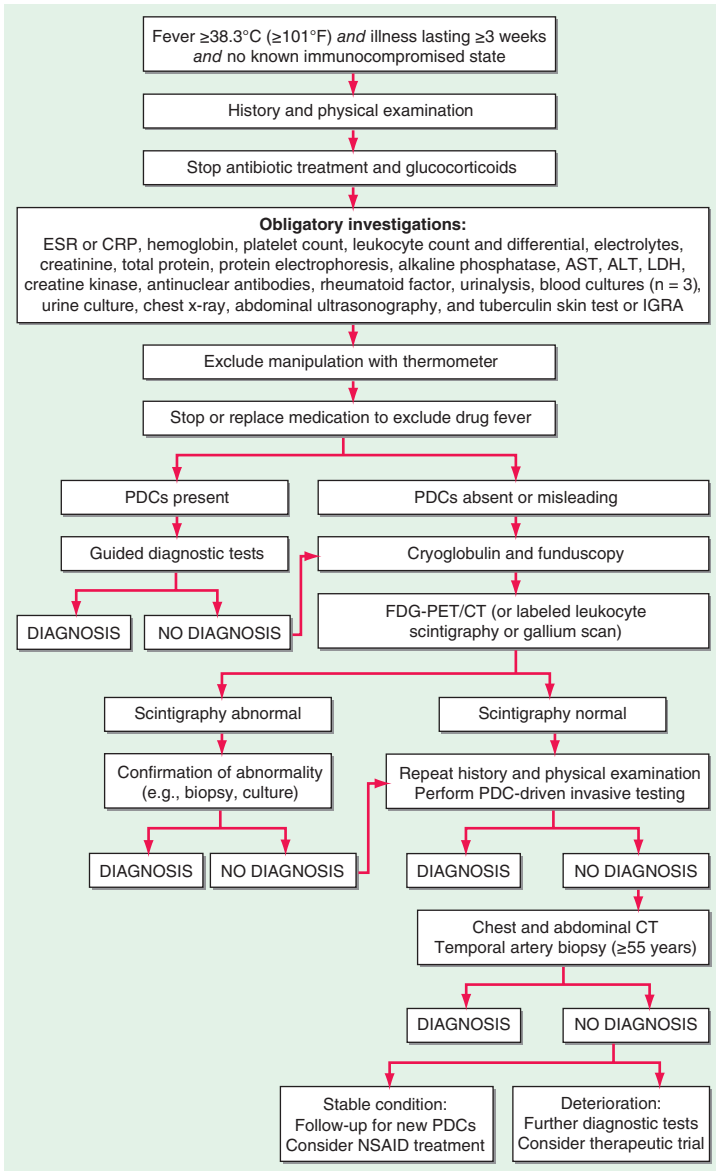 Fever ≥38.3°C (≥101°F) and illness lasting ≥3 weeks
and no known immunocompromised state
History and physical examination
Stop antibiotic treatment and glucocorticoids
Obligatory investigations:
ESR or CRP, hemoglobin, platelet count, leukocyte count and differential, electrolytes,
creatinine, total protein, protein electrophoresis, alkaline phosphatase, AST, ALT, LDH,
creatine kinase, antinuclear antibodies, rheumatoid factor, urinalysis, blood cultures (n = 3),
urine culture, chest x-ray, abdominal ultrasonography, and tuberculin skin test or IGRA
Exclude manipulation with thermometer
Stop or replace medication to exclude drug fever
PDCs present
PDCs absent or misleading
Guided diagnostic tests
Cryoglobulin and funduscopy
DIAGNOSIS
NO DIAGNOSIS
FDG-PET/CT (or labeled leukocyte
scintigraphy or gallium scan)
Scintigraphy abnormal
Scintigraphy normal
Confirmation of abnormality
(e.g., biopsy, culture)
Repeat history and physical examination
Perform PDC-driven invasive testing
DIAGNOSIS
NO DIAGNOSIS
DIAGNOSIS
NO DIAGNOSIS
Chest and abdominal CT
Temporal artery biopsy (≥55 years)
DIAGNOSIS
NO DIAGNOSIS
Stable condition:
Follow-up for new PDCs
Consider NSAID treatment
Deterioration:
Further diagnostic tests
Consider therapeutic trial